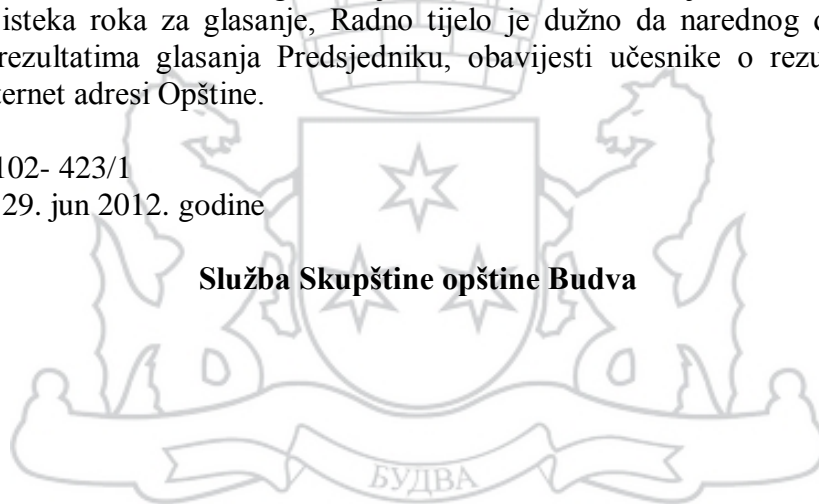 isteka roka za glasanje, Radno tijelo je dužno da narednog
rezultatima glasanja Predsjedniku, obavijesti učesnike o
ternet adresi Opštine.
102- 423/1
29. jun 2012. godine
Služba Skupštine opštine Budva
БУДВА